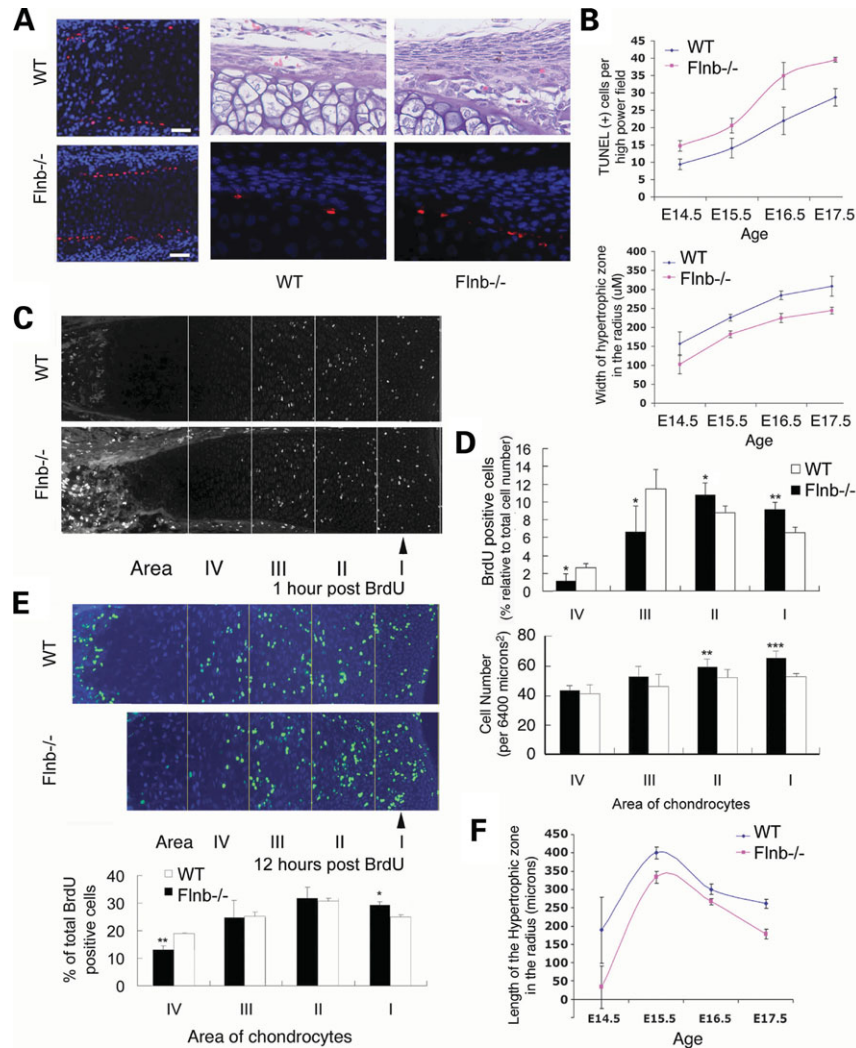 A
WT
Flnb-/-
WT Flnb-/-
B
WT
Flnb-/-
TUNEL (+) cells per
high power field
45
40
35
30
25
20
15
10
5
0
E14.5 E15.5 E16.5 E17.5
Age
WT
Flnb-/-
Width of hypertrophic zone
in the radius (uM)
400
350
300
250
200
150
100
50
0
E14.5 E15.5 E16.5 E17.5
Age
C
WT
Flnb-/-
Area IV III II I
1 hour post BrdU
D
WT
Flnb-/-
BrdU positive cells
(% relative to total cell number)
16
14
12
10
8
6
4
2
0
* * * **
IV III II I
Cell Number
(per 6400 microns²)
80
60
40
20
0
** ***
IV III II I
Area of chondrocytes
E
WT
Flnb-/-
Area IV III II I
12 hours post BrdU
WT
Flnb-/-
% of total BrdU
positive cells
40
30
20
10
0
** *
IV III II I
Area of chondrocytes
F
WT
Flnb-/-
Length of the Hypertrophic zone
in the radius (microns)
450
400
350
300
250
200
150
100
50
0
E14.5 E15.5 E16.5 E17.5
Age